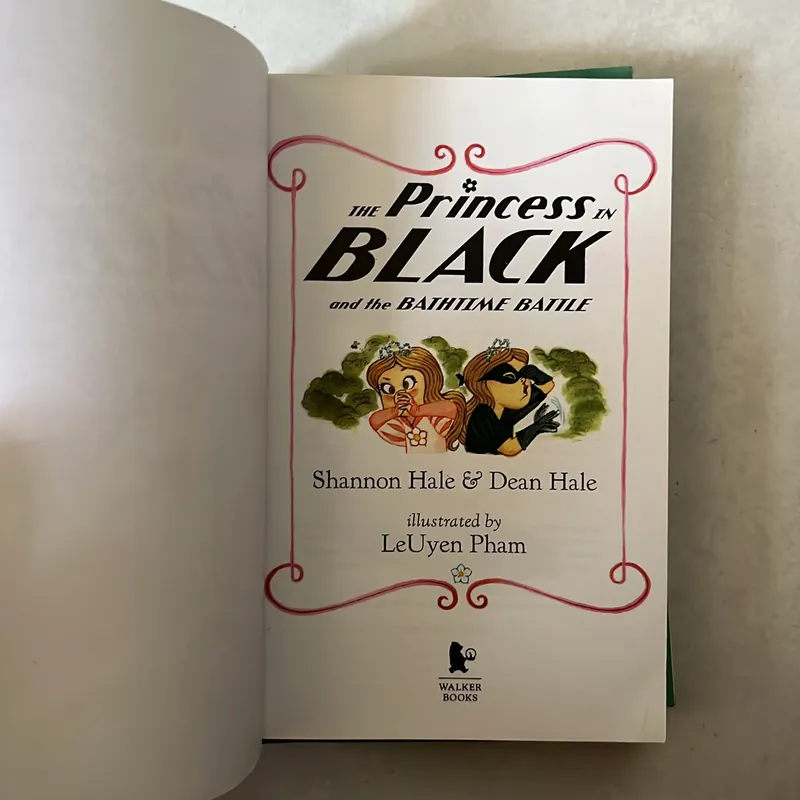 THE Princess IN
BLACK
and the BATHTIME BATTLE
Shannon Hale & Dean Hale
illustrated by
LeUyen Pham
WALKER
BOOKS